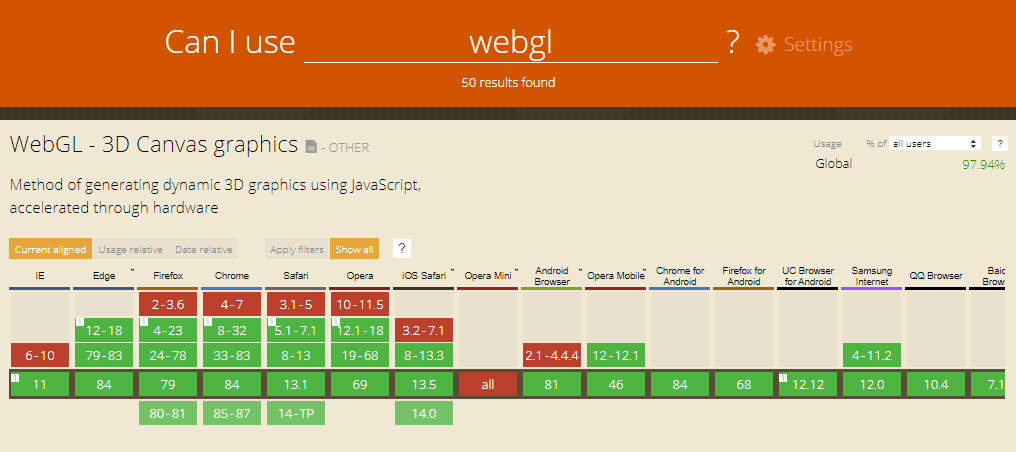 Can I use webgl ? Settings
50 results found
WebGL - 3D Canvas graphics - OTHER
Usage % of all users ?
Global 97.94%
Method of generating dynamic 3D graphics using JavaScript,
accelerated through hardware
Current aligned Usage relative Date relative Apply filters Show all ?
IE Edge * Firefox Chrome Safari Opera iOS Safari * Opera Mini * Android Browser * Opera Mobile * Chrome for Android Firefox for Android UC Browser for Android Samsung Internet QQ Browser Baid Brow
2-3.6 4-7 3.1-5 10-11.5
1 12-18 1 4-23 1 8-32 1 5.1-7.1 1 12.1-18 3.2-7.1
6-10 79-83 24-78 33-83 8-13 19-68 8-13.3 2.1-4.4.4 12-12.1 4-11.2
1 11 84 79 84 13.1 69 13.5 all 81 46 84 68 1 12.12 12.0 10.4 7.1
80-81 85-87 14-TP 14.0